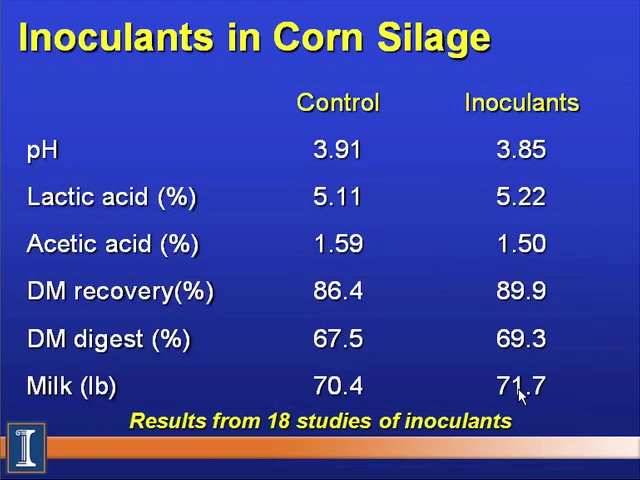 Inoculants in Corn Silage
Control Inoculants
pH 3.91 3.85
Lactic acid (%) 5.11 5.22
Acetic acid (%) 1.59 1.50
DM recovery(%) 86.4 89.9
DM digest (%) 67.5 69.3
Milk (lb) 70.4 71.7
Results from 18 studies of inoculants
I